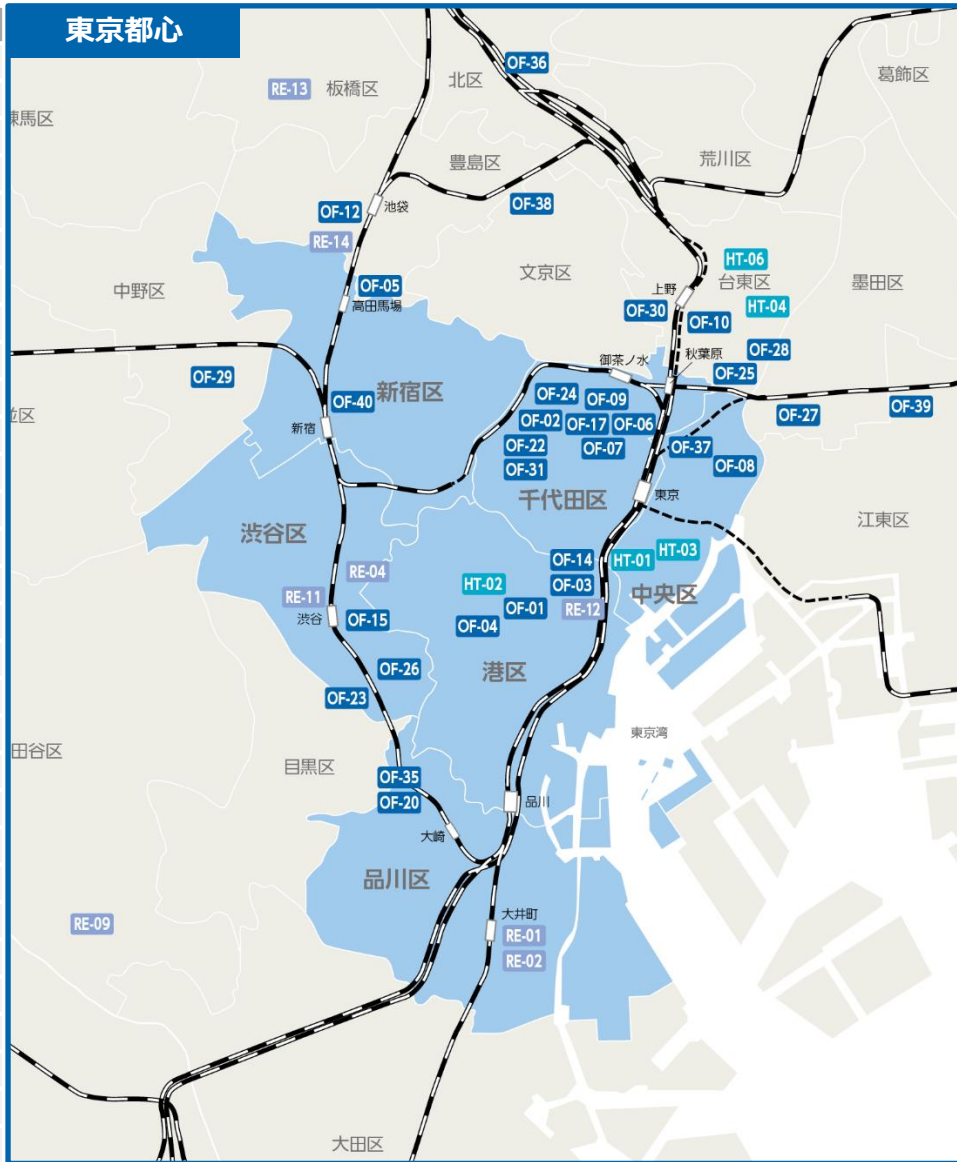 東京都心
OF-36
北区
葛飾区
RE-13
板橋区
練馬区
荒川区
豊島区
OF-38
OF-12
池袋
RE-14
文京区
HT-06
台東区
中野区
OF-05
高田馬場
上野
墨田区
OF-30
OF-10
HT-04
御茶ノ水
秋葉原
OF-28
OF-29
新宿区
OF-25
OF-40
OF-24
OF-09
OF-27
OF-39
並区
新宿
OF-02
OF-17
OF-06
OF-22
OF-07
OF-37
OF-31
OF-08
千代田区
東京
江東区
渋谷区
OF-14
HT-01
HT-03
RE-04
HT-02
OF-03
中央区
RE-11
OF-01
RE-12
渋谷
OF-15
OF-04
OF-26
港区
OF-23
東京湾
田谷区
目黒区
OF-35
OF-20
品川
大崎
品川区
大井町
RE-09
RE-01
RE-02
大田区